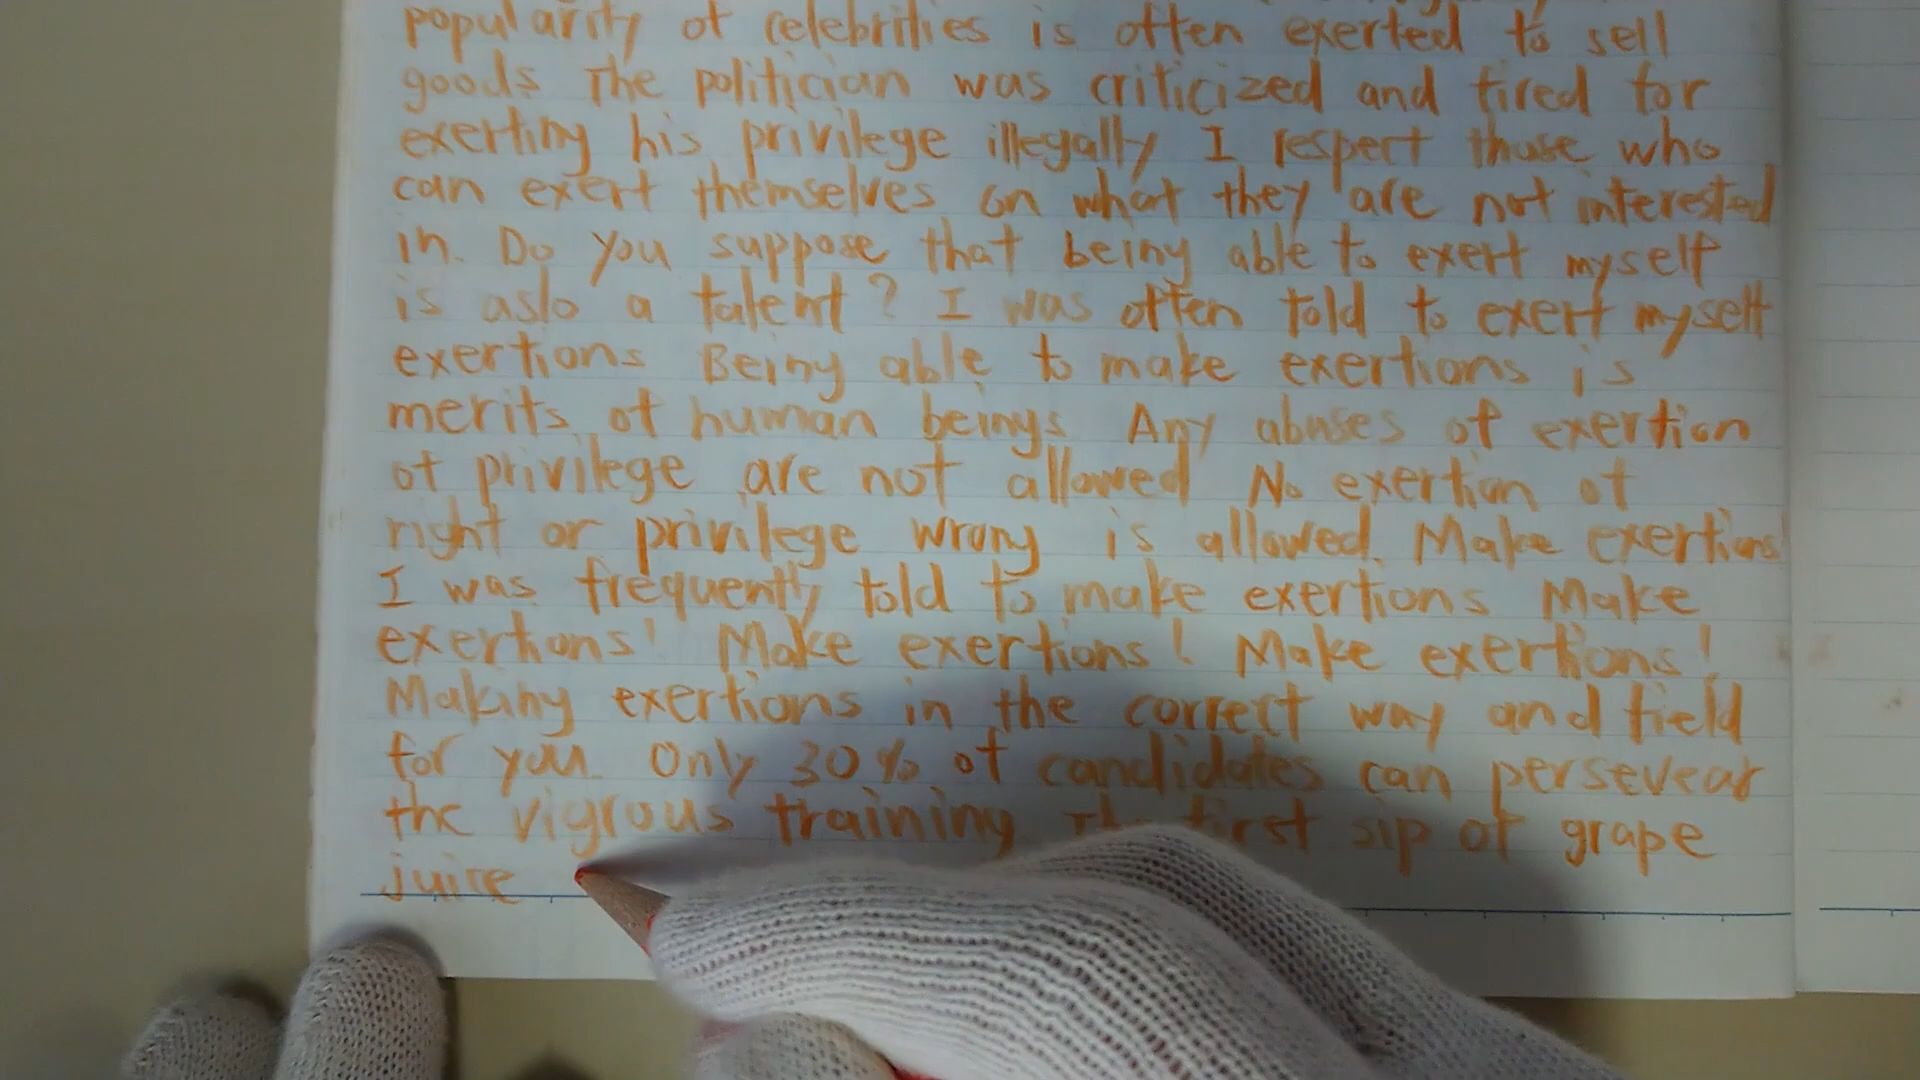 popularity of celebrities is often exerted to sell
goods The politician was criticized and fired for
exerting his privilege illegally I respect those who
can exert themselves on what they are not interested
in. Do you suppose that being able to exert myself
is aslo a talent? I was often told to exert myself
exertions Being able to make exertions is
merits of human beings Any abuses of exertion
of privilege are not allowed No exertion of
right or privilege wrong is allowed. Make exertions
I was frequently told to make exertions Make
exertions! Make exertions! Make exertions!
Making exertions in the correct way and field
for you. Only 30% of candidates can persevear
the vigrous training The first sip of grape
juice